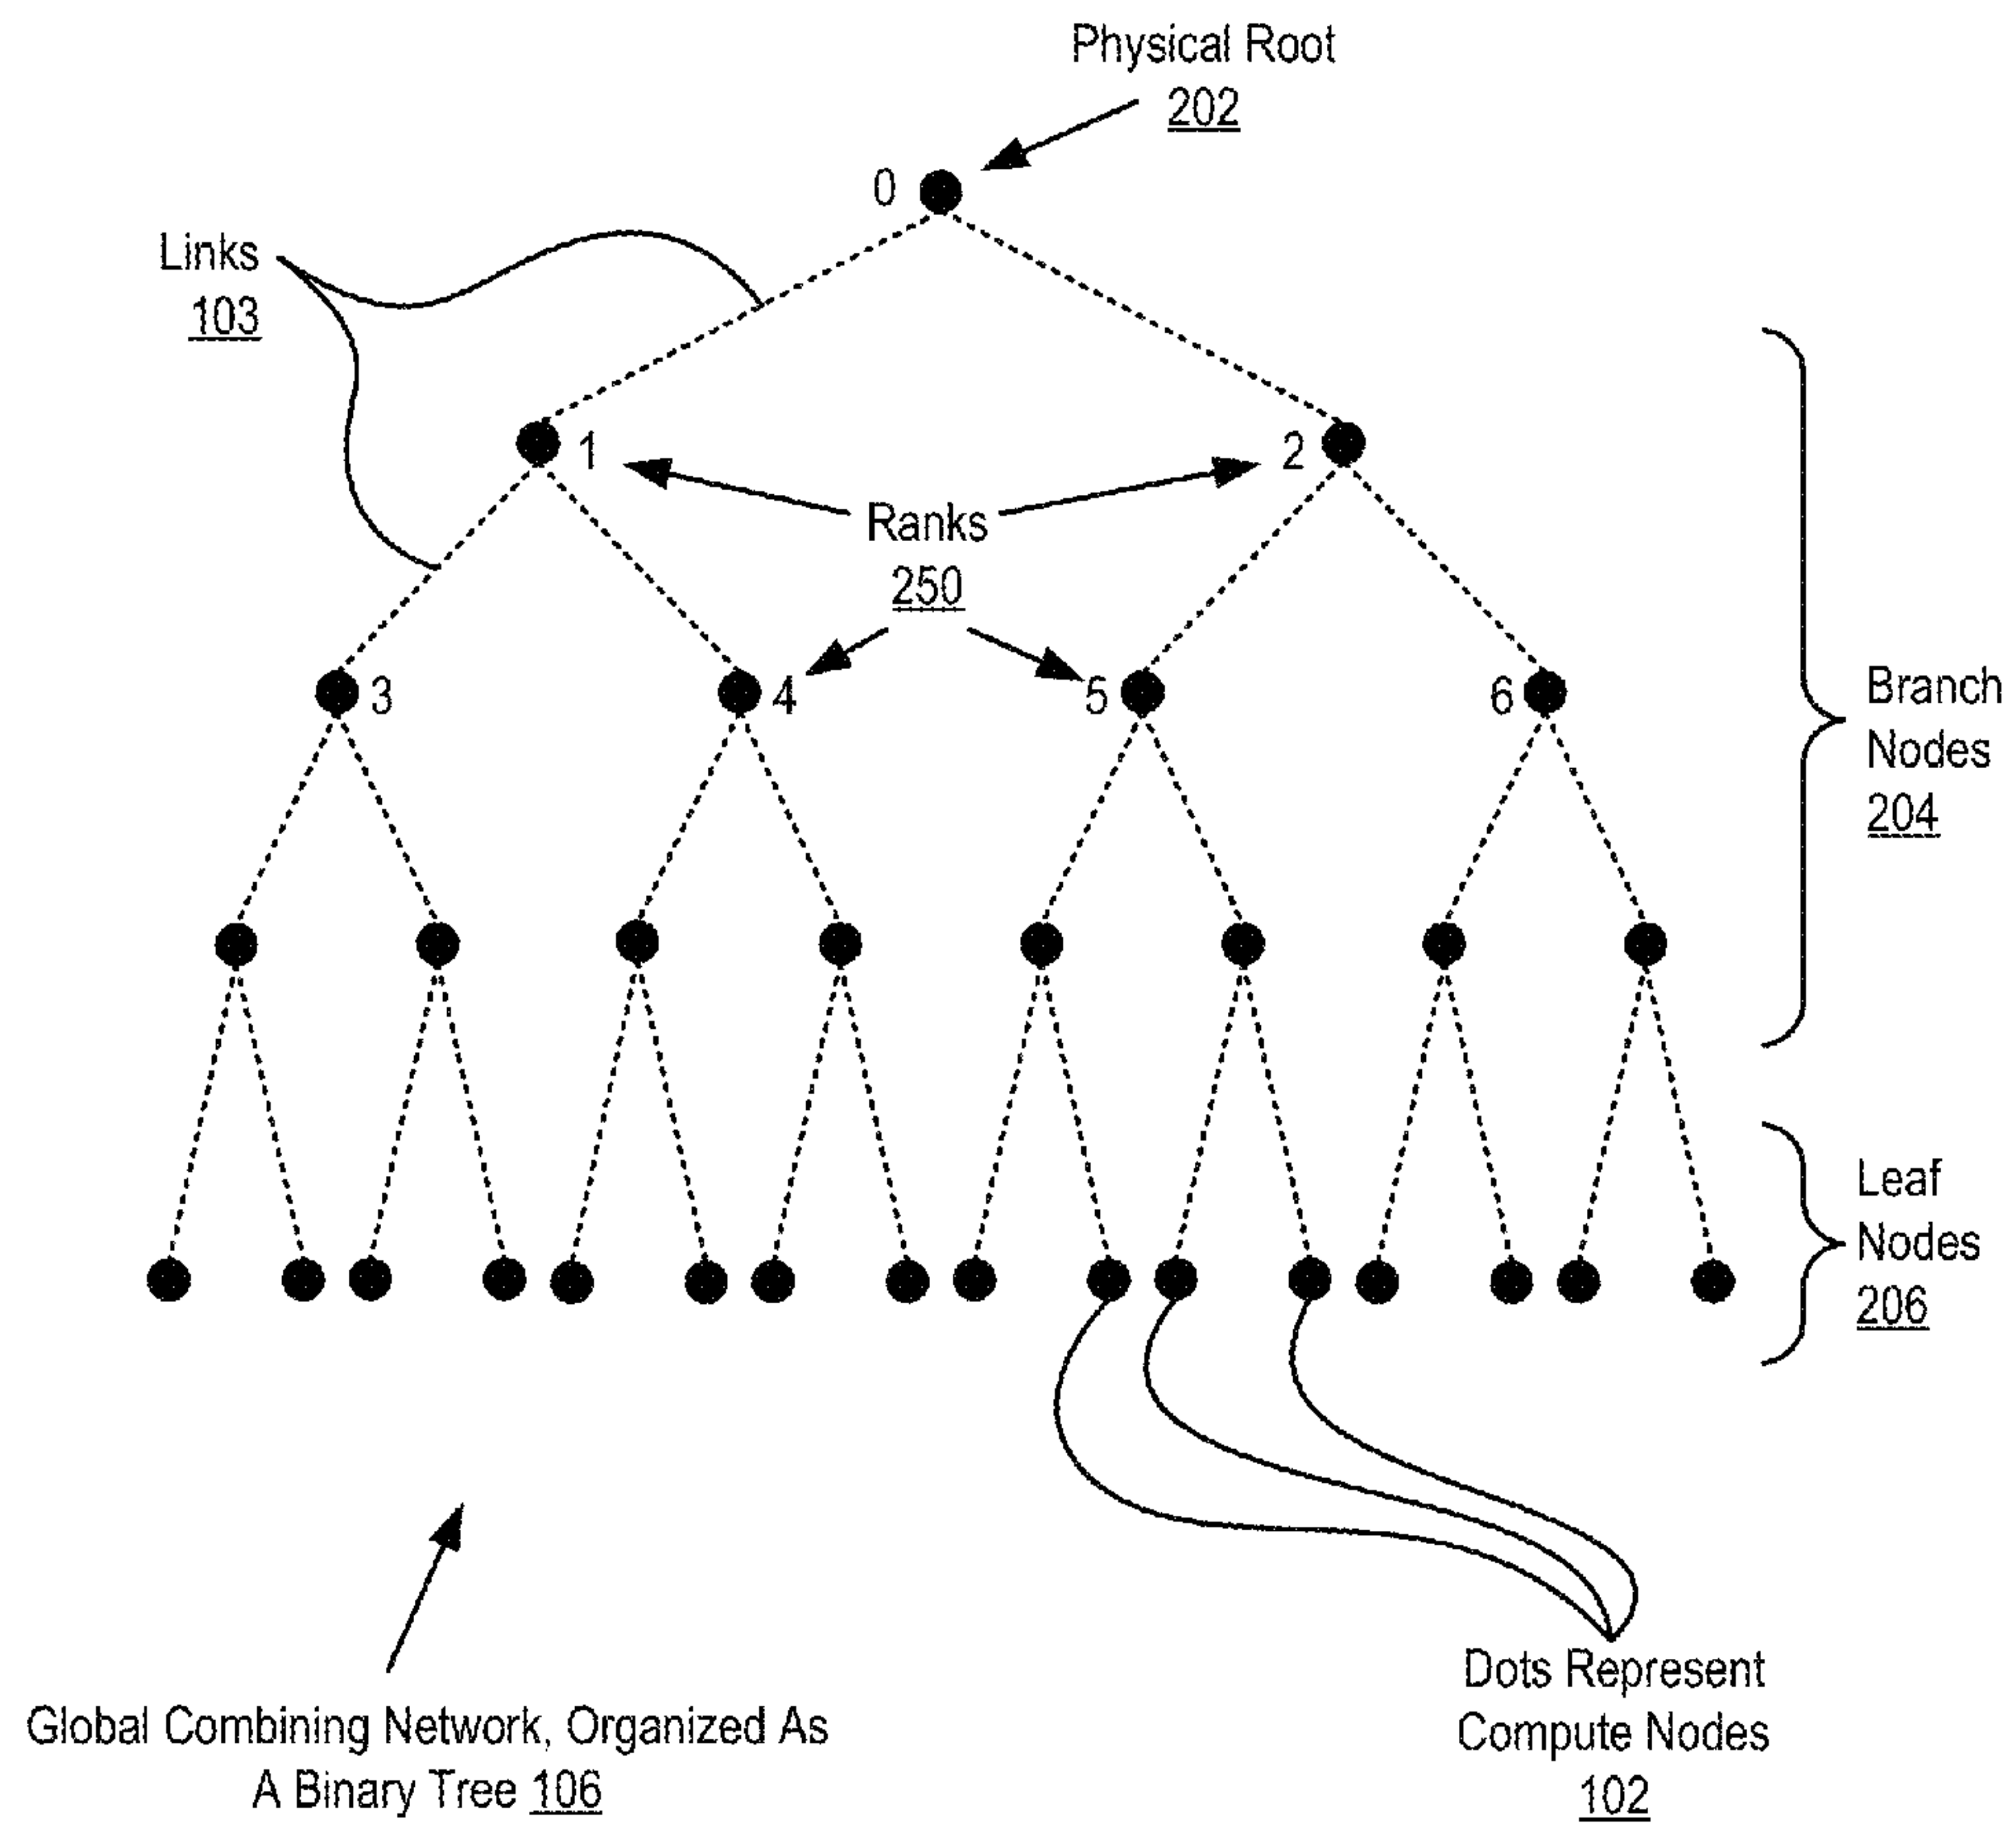 Physical Root
202
0
Links
103
1
2
Ranks
250
3
4
5
6
Branch
Nodes
204
Leaf
Nodes
206
Dots Represent
Compute Nodes
102
Global Combining Network, Organized As
A Binary Tree 106